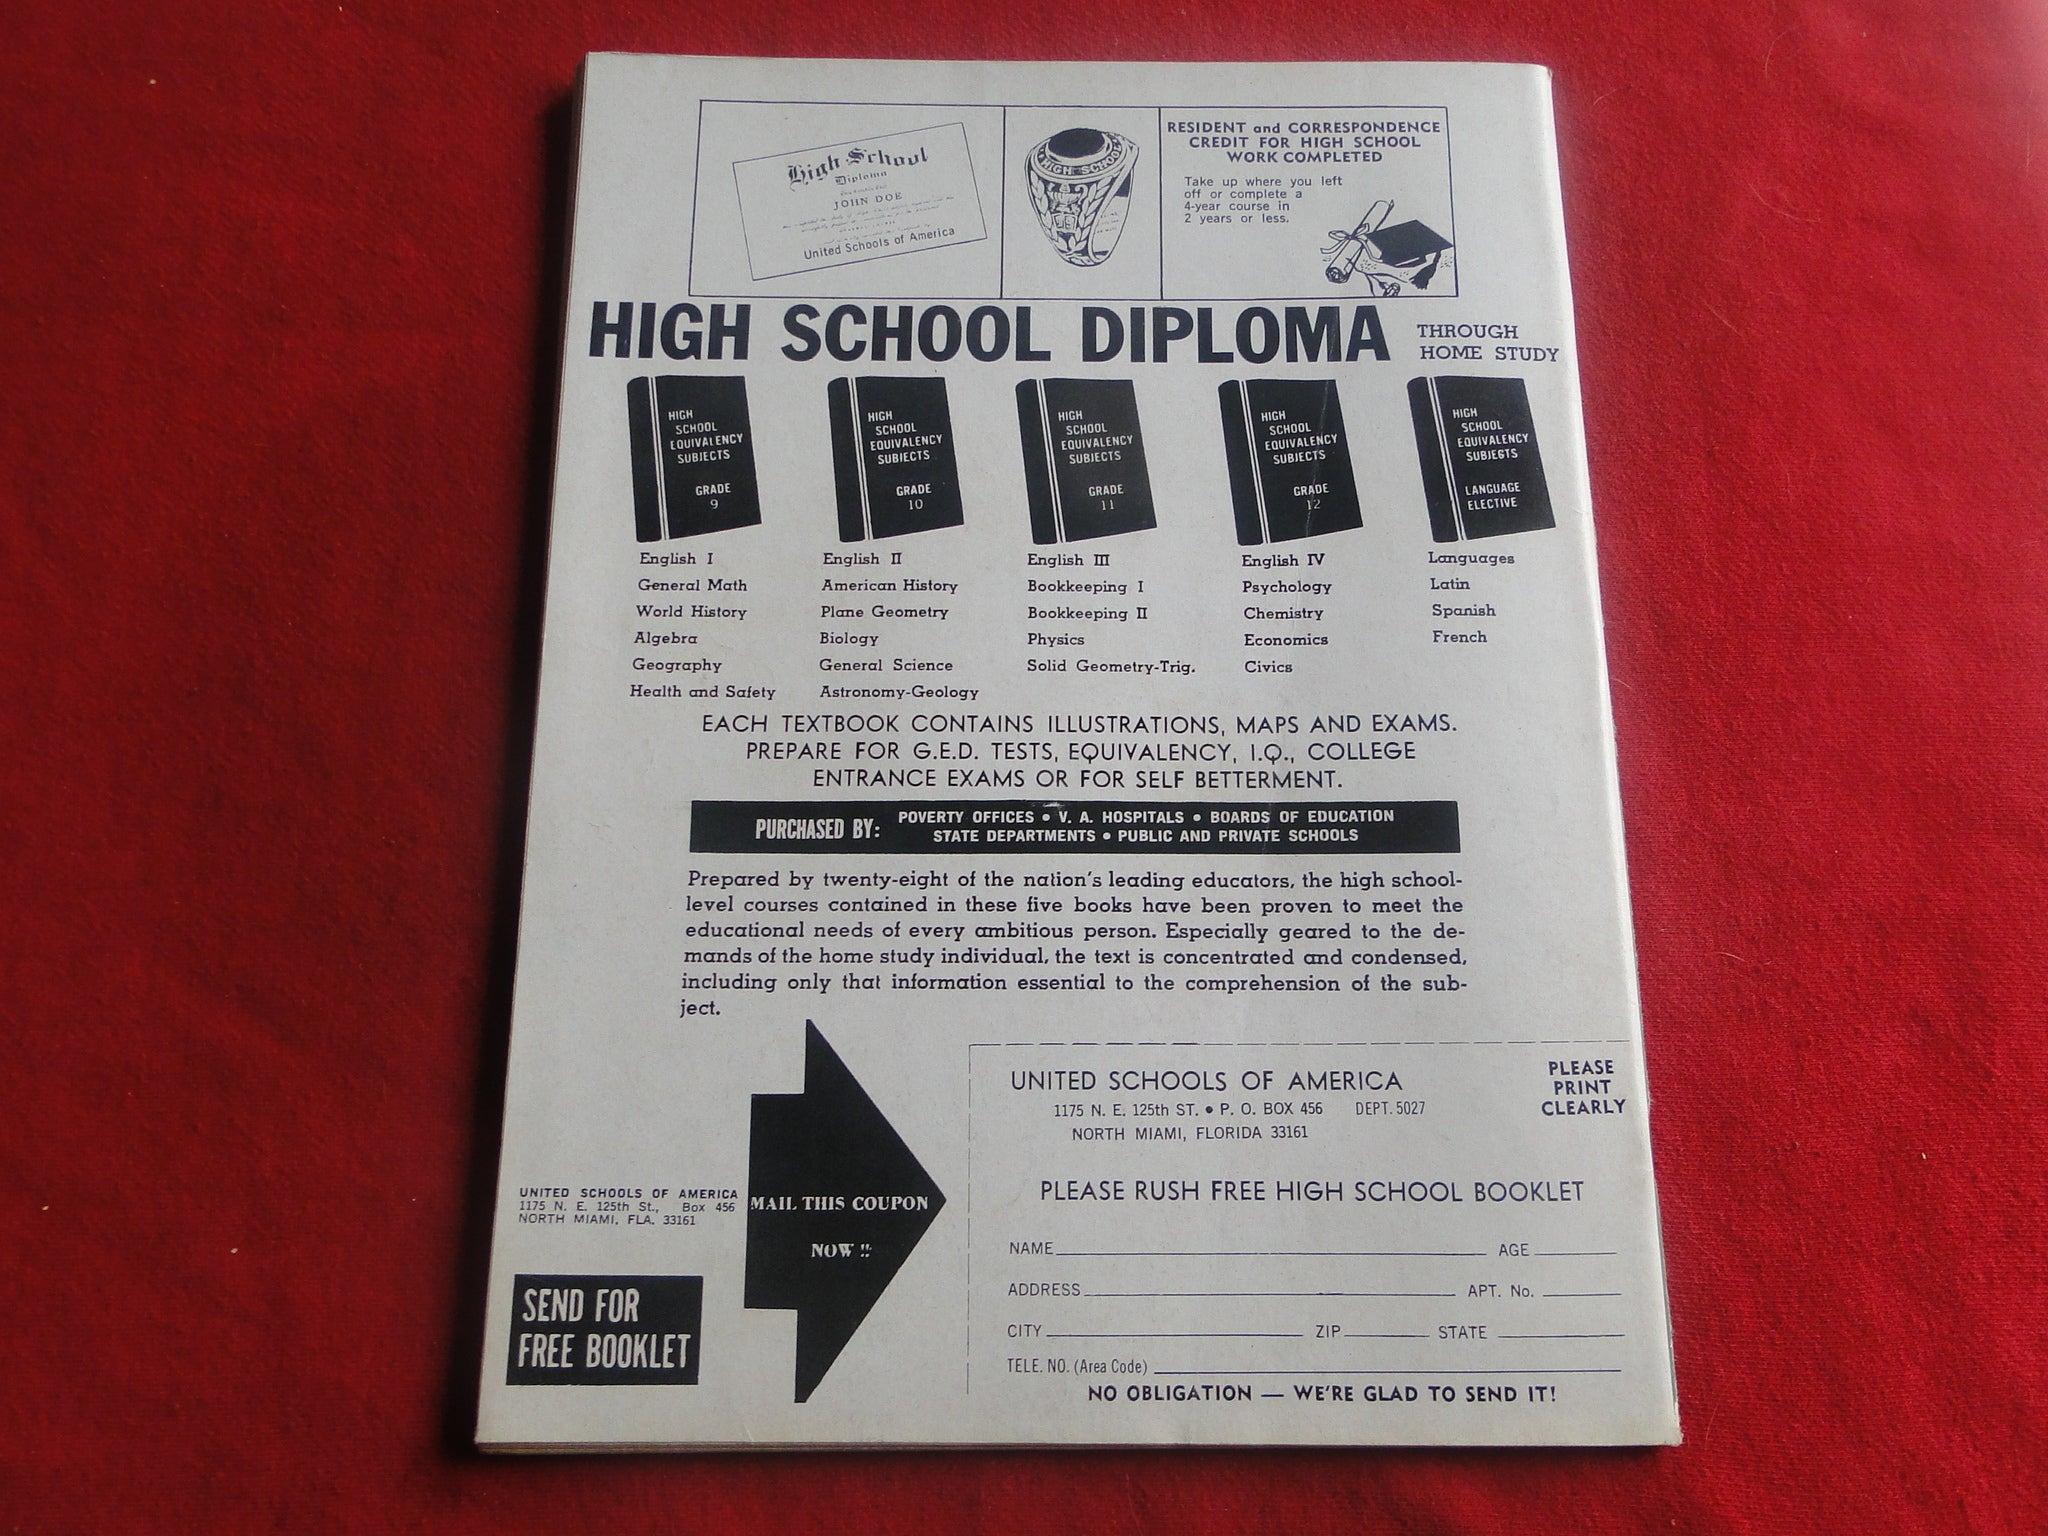 High School
Diploma
JOHN DOE
United Schools of America
HIGH SCHOOL
RESIDENT and CORRESPONDENCE
CREDIT FOR HIGH SCHOOL
WORK COMPLETED
Take up where you left
off or complete a
4-year course in
2 years or less.
HIGH SCHOOL DIPLOMA
THROUGH
HOME STUDY
HIGH
SCHOOL
EQUIVALENCY
SUBJECTS
GRADE
9
HIGH
SCHOOL
EQUIVALENCY
SUBJECTS
GRADE
10
HIGH
SCHOOL
EQUIVALENCY
SUBJECTS
GRADE
11
HIGH
SCHOOL
EQUIVALENCY
SUBJECTS
GRADE
12
HIGH
SCHOOL
EQUIVALENCY
SUBJECTS
LANGUAGE
ELECTIVE
English I
General Math
World History
Algebra
Geography
Health and Safety
English II
American History
Plane Geometry
Biology
General Science
Astronomy-Geology
English III
Bookkeeping I
Bookkeeping II
Physics
Solid Geometry-Trig.
English IV
Psychology
Chemistry
Economics
Civics
Languages
Latin
Spanish
French
EACH TEXTBOOK CONTAINS ILLUSTRATIONS, MAPS AND EXAMS.
PREPARE FOR G.E.D. TESTS, EQUIVALENCY, I.Q., COLLEGE
ENTRANCE EXAMS OR FOR SELF BETTERMENT.
PURCHASED BY:
POVERTY OFFICES • V. A. HOSPITALS • BOARDS OF EDUCATION
STATE DEPARTMENTS • PUBLIC AND PRIVATE SCHOOLS
Prepared by twenty-eight of the nation's leading educators, the high school-
level courses contained in these five books have been proven to meet the
educational needs of every ambitious person. Especially geared to the de-
mands of the home study individual, the text is concentrated and condensed,
including only that information essential to the comprehension of the sub-
ject.
UNITED SCHOOLS OF AMERICA
1175 N. E. 125th St., Box 456
NORTH MIAMI, FLA. 33161
SEND FOR
FREE BOOKLET
MAIL THIS COUPON
NOW !!
UNITED SCHOOLS OF AMERICA
1175 N. E. 125th ST. • P. O. BOX 456 DEPT. 5027
NORTH MIAMI, FLORIDA 33161
PLEASE
PRINT
CLEARLY
PLEASE RUSH FREE HIGH SCHOOL BOOKLET
NAME AGE
ADDRESS APT. No.
CITY ZIP STATE
TELE. NO. (Area Code)
NO OBLIGATION — WE'RE GLAD TO SEND IT!